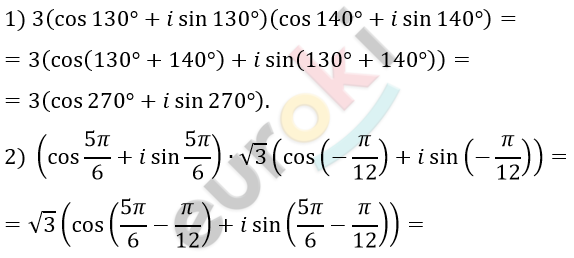 1) 3(cos 130° + i sin 130°)(cos 140° + i sin 140°) =
= 3(cos(130° + 140°) + i sin(130° + 140°)) =
= 3(cos 270° + i sin 270°).
2) (cos 5π/6 + i sin 5π/6) · √3(cos(−π/12) + i sin(−π/12)) =
= √3(cos(5π/6 − π/12) + i sin(5π/6 − π/12)) =
euroki